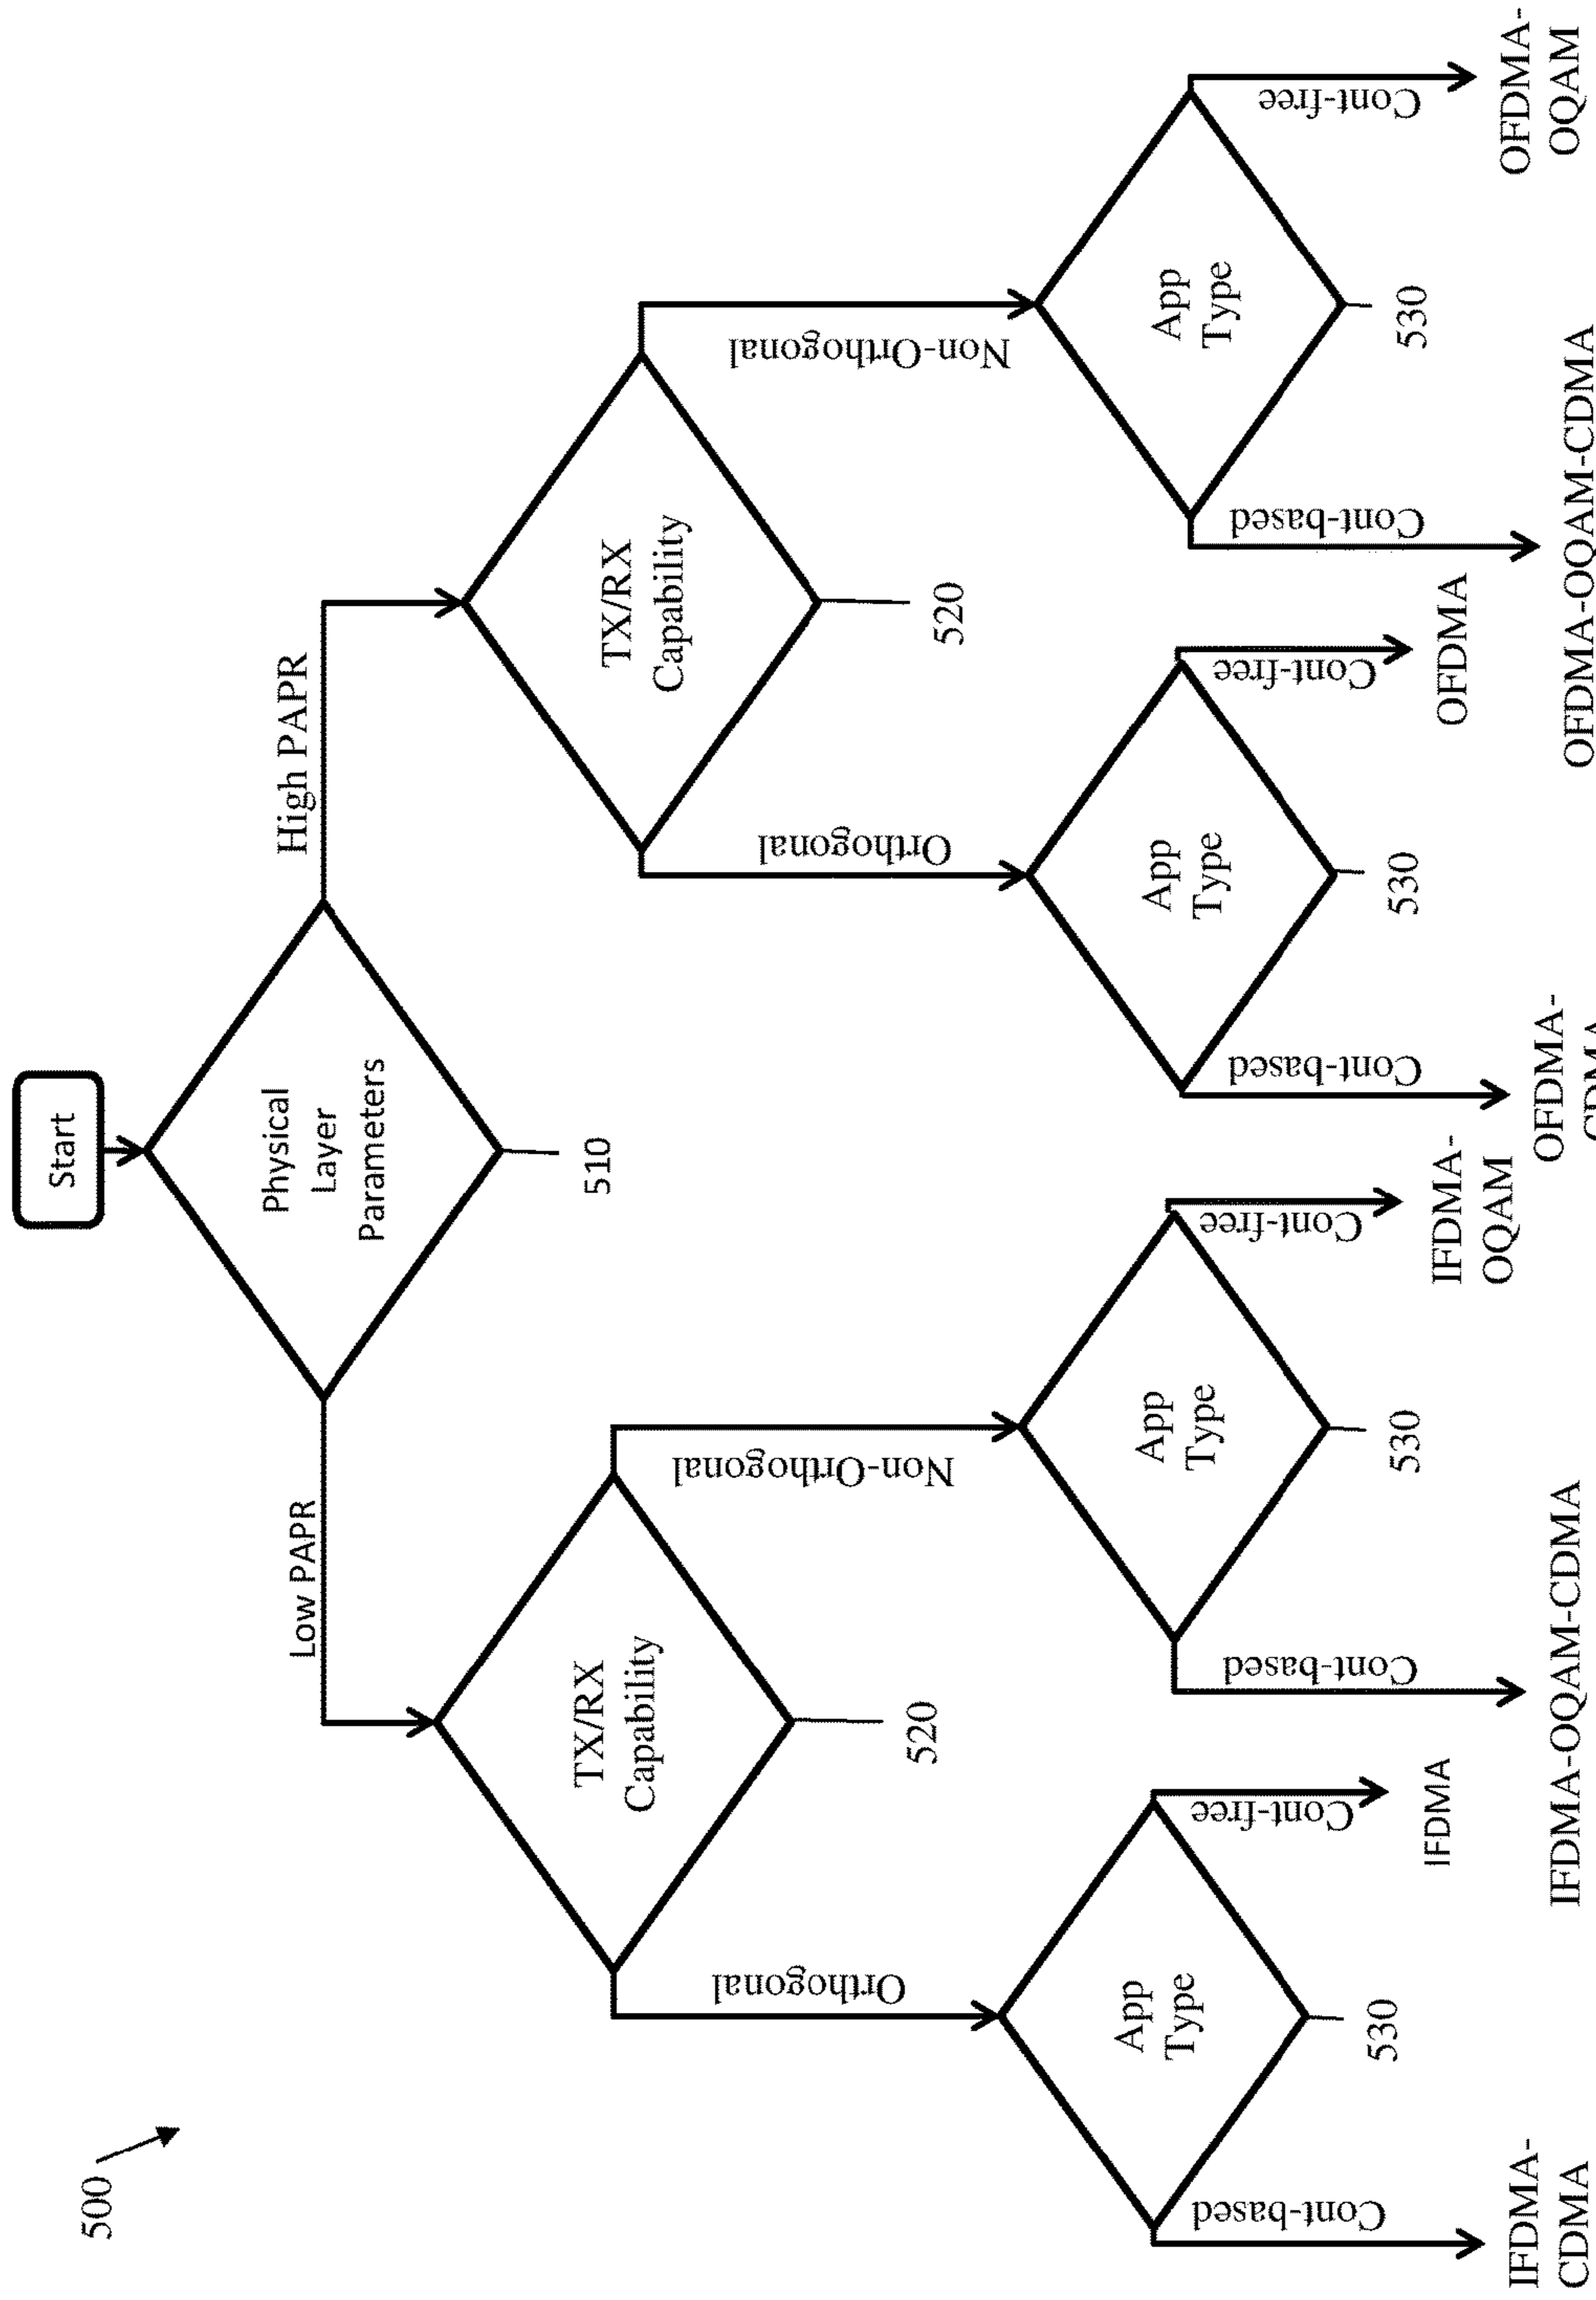 500
Start
Physical
Layer
Parameters
510
Low PAPR
High PAPR
TX/RX
Capability
520
TX/RX
Capability
520
Orthogonal
Non-Orthogonal
Orthogonal
Non-Orthogonal
App
Type
530
App
Type
530
App
Type
530
App
Type
530
Cont-based
Cont-free
Cont-based
Cont-free
Cont-based
Cont-free
Cont-based
Cont-free
IFDMA-
CDMA
IFDMA
IFDMA-OQAM-CDMA
IFDMA-
OQAM
OFDMA-
CDMA
OFDMA
OFDMA-OQAM-CDMA
OFDMA-
OQAM